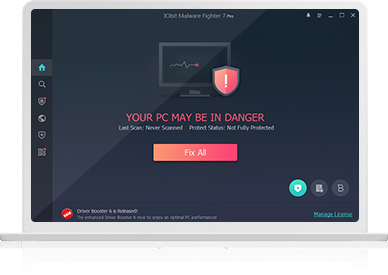 IObit Malware Fighter 7 Pro
YOUR PC MAY BE IN DANGER
Last Scan: Never Scanned Protect Status: Not Fully Protected
Fix All
Driver Booster 6 is Released!
Try enhanced Driver Booster 6 now to enjoy an optimal PC performance!
Manage License